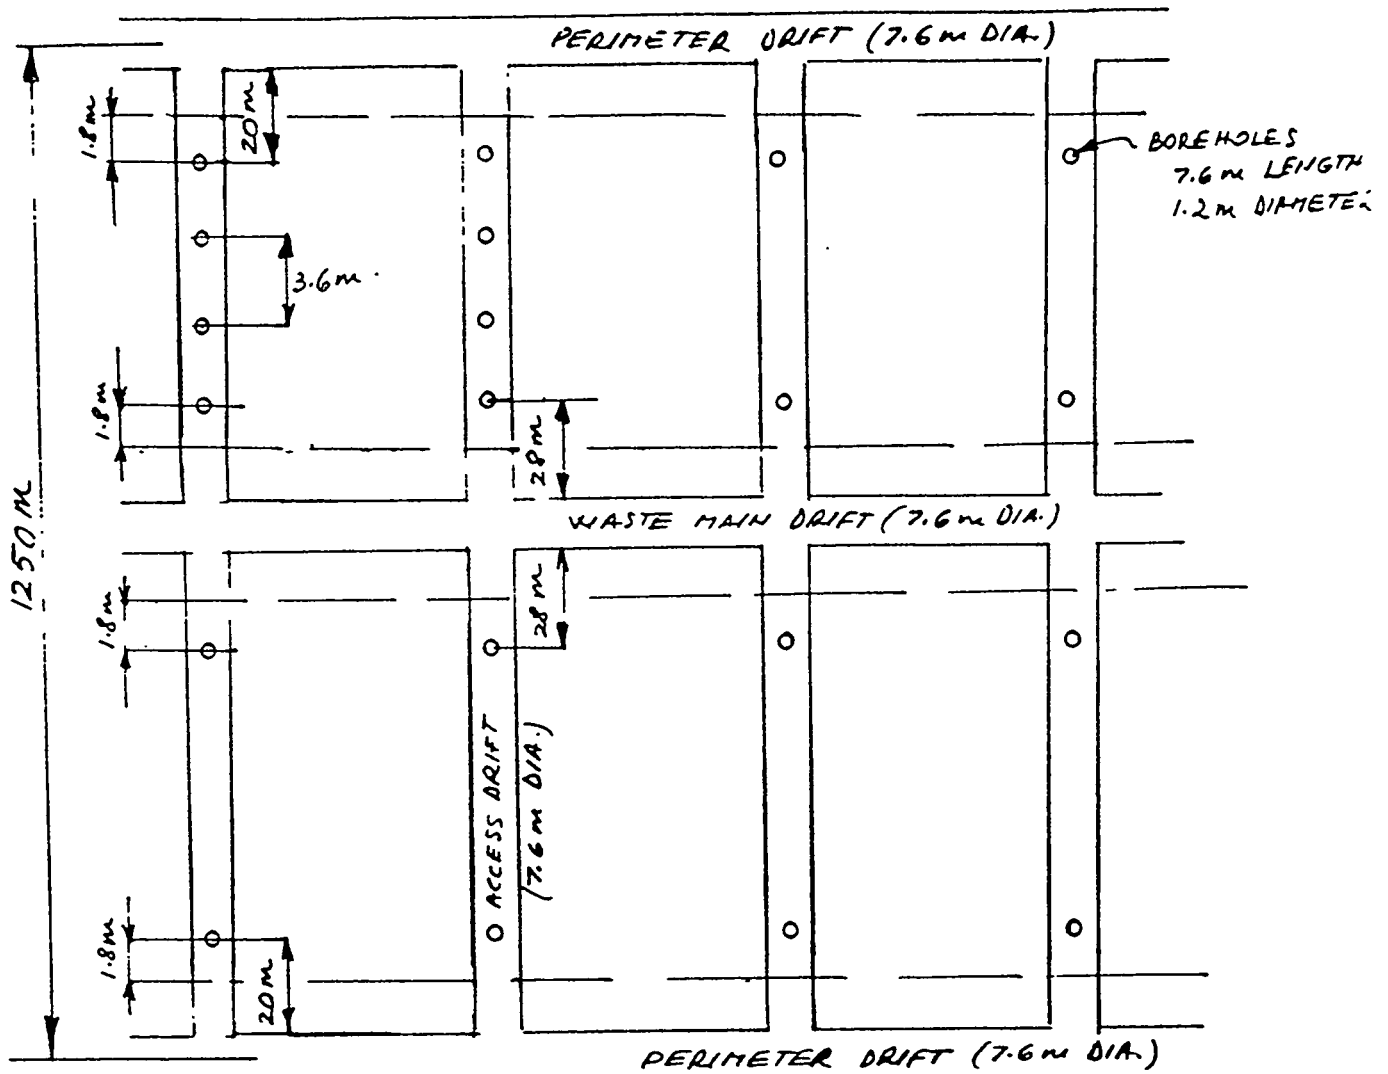 PERIMETER DRIFT (7.6m DIA.)
1.8m
20m
BOREHOLES
7.6m LENGTH
1.2m DIAMETE
3.6m
1.8m
28m
1250m
WASTE MAIN DRIFT (7.6m DIA.)
1.8m
28m
ACCESS DRIFT
(7.6m DIA.)
1.8m
20m
PERIMETER DRIFT (7.6m DIA.)